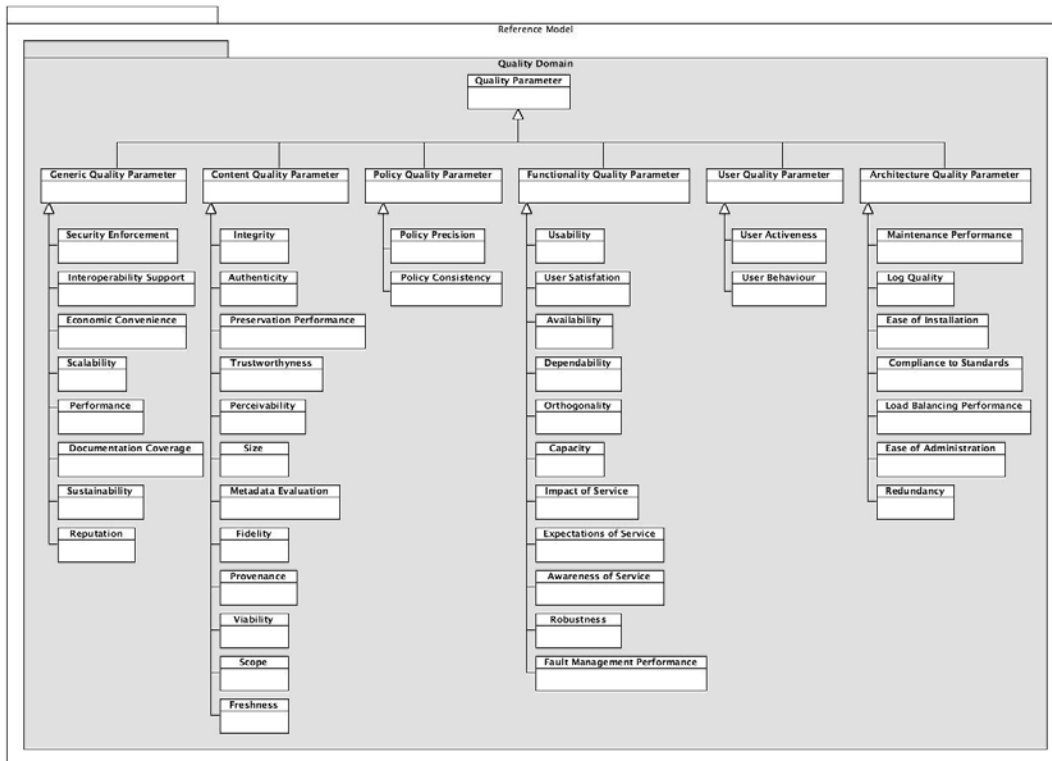 Reference Model
Quality Domain
Quality Parameter
Generic Quality Parameter
Content Quality Parameter
Policy Quality Parameter
Functionality Quality Parameter
User Quality Parameter
Architecture Quality Parameter
Security Enforcement
Interoperability Support
Economic Convenience
Scalability
Performance
Documentation Coverage
Sustainability
Reputation
Integrity
Authenticity
Preservation Performance
Trustworthyness
Perceivability
Size
Metadata Evaluation
Fidelity
Provenance
Viability
Scope
Freshness
Policy Precision
Policy Consistency
Usability
User Satisfation
Availability
Dependability
Orthogonality
Capacity
Impact of Service
Expectations of Service
Awareness of Service
Robustness
Fault Management Performance
User Activeness
User Behaviour
Maintenance Performance
Log Quality
Ease of Installation
Compliance to Standards
Load Balancing Performance
Ease of Administration
Redundancy